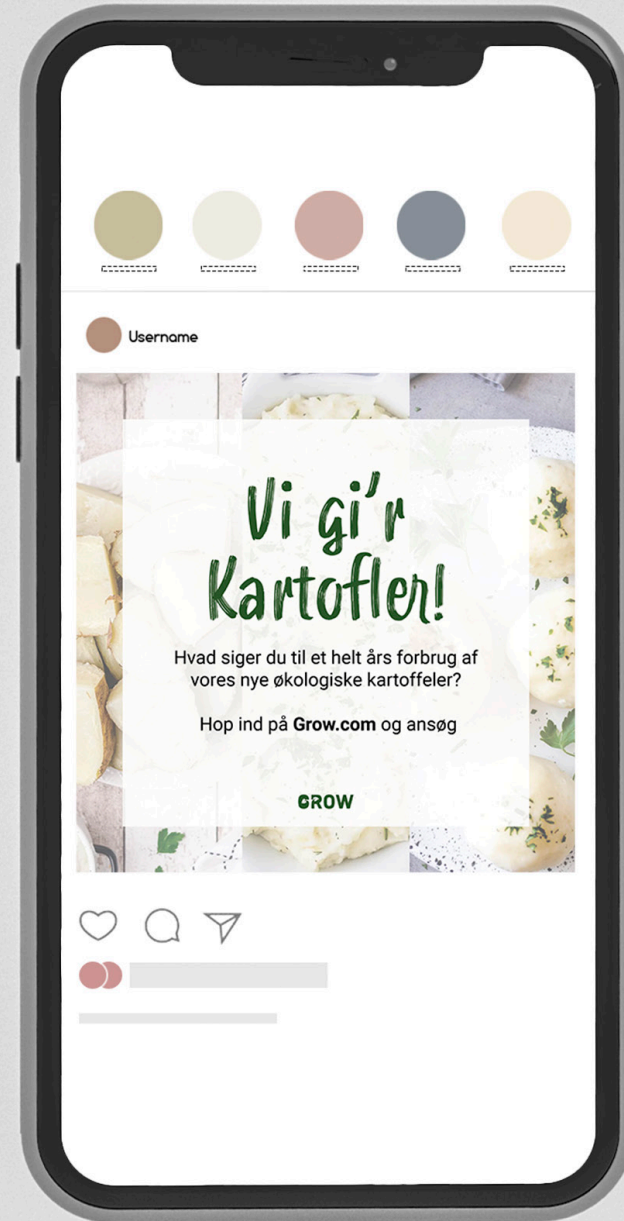 Username
Vi gi'r
Kartofler!
Hvad siger du til et helt års forbrug af
vores nye økologiske kartoffeler?
Hop ind på Grow.com og ansøg
GROW